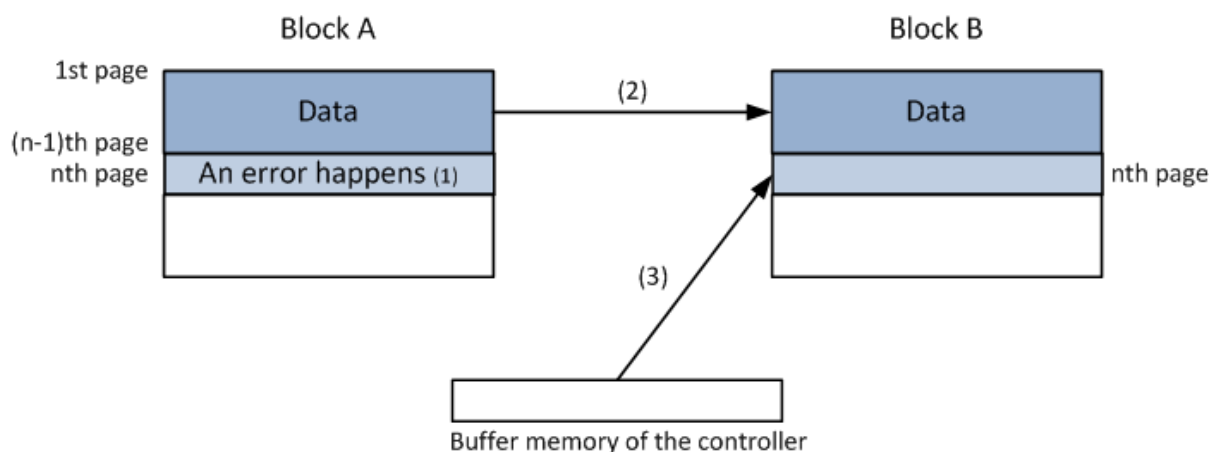 Block A
Block B
1st page
Data
(2)
Data
(n-1)th page
nth page
An error happens (1)
nth page
(3)
Buffer memory of the controller